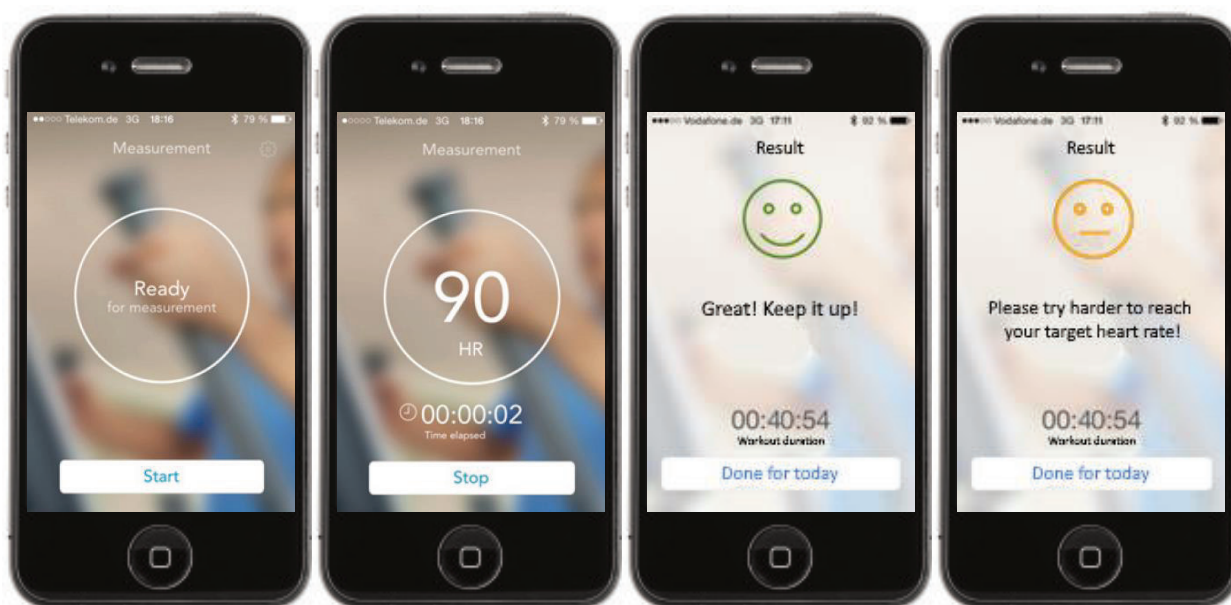 Telekom.de 3G 18:16 79 %
Measurement
Ready
for measurement
Start
Telekom.de 3G 18:16 79 %
Measurement
90
HR
00:00:02
Time elapsed
Stop
Vodafone.de 3G 17:11 92 %
Result
Great! Keep it up!
00:40:54
Workout duration
Done for today
Vodafone.de 3G 17:11 92 %
Result
Please try harder to reach
your target heart rate!
00:40:54
Workout duration
Done for today